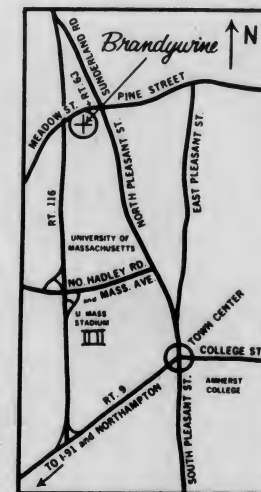 Brandywine
N
SUNDERLAND RD
RT. 63
MEADOW ST.
PINE STREET
NORTH PLEASANT ST.
EAST PLEASANT ST.
RT. 116
UNIVERSITY OF
MASSACHUSETTS
NO. HADLEY RD.
and MASS. AVE.
U MASS
STADIUM
TOWN CENTER
COLLEGE ST
AMHERST
COLLEGE
RT. 9
TO I-91 and NORTHAMPTON
SOUTH PLEASANT ST.